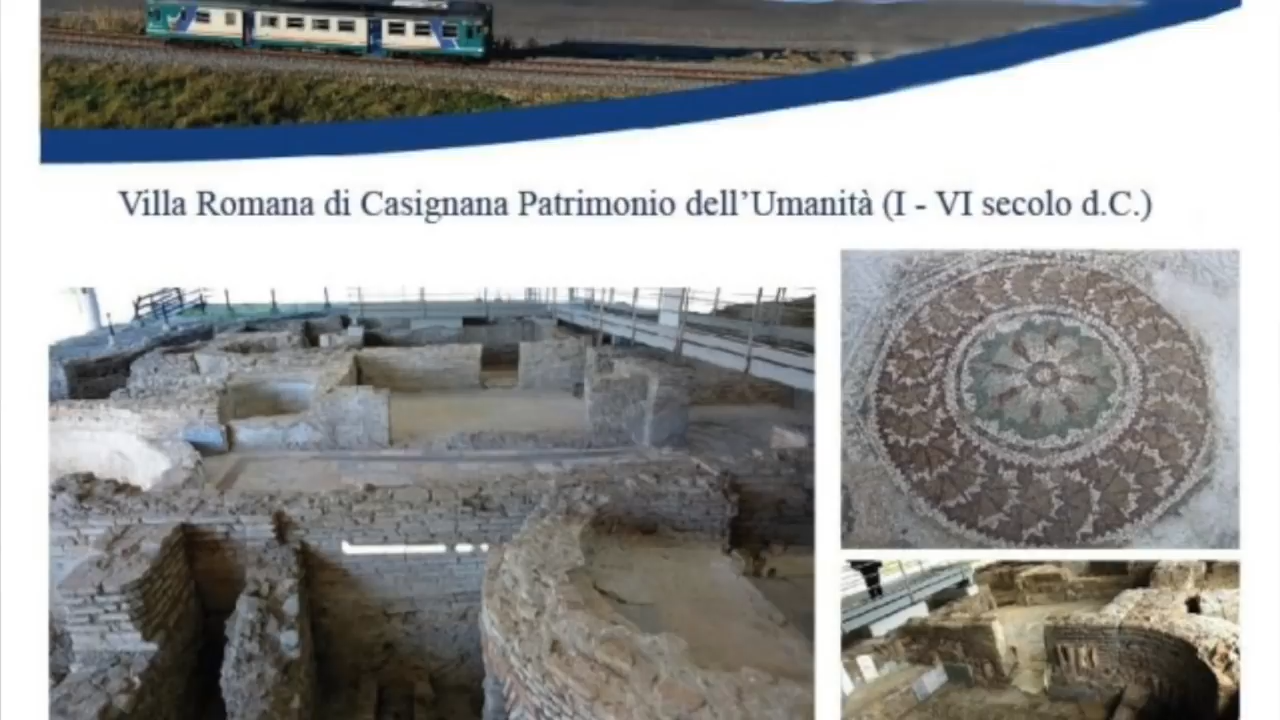 Villa Romana di Casignana Patrimonio dell’Umanità (I - VI secolo d.C.)